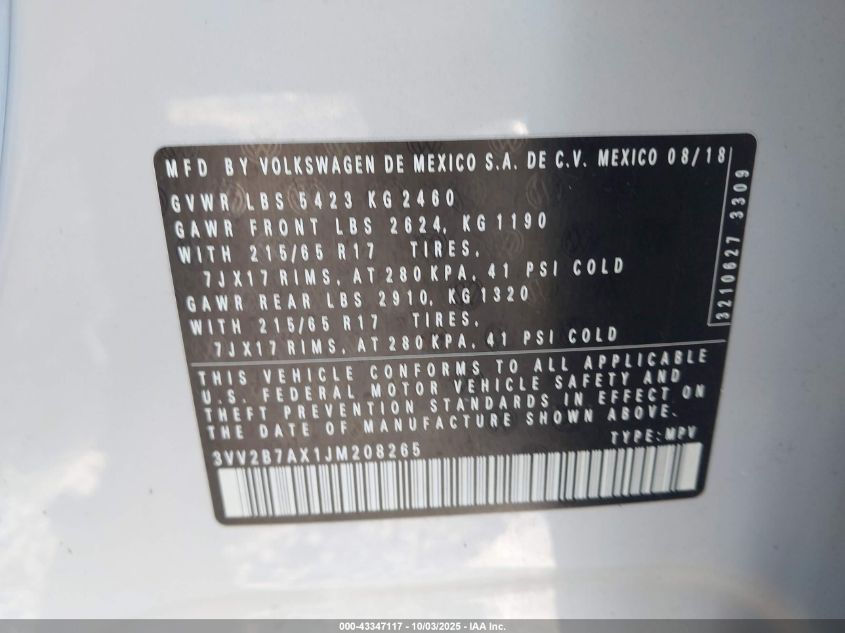 MFD BY VOLKSWAGEN DE MEXICO S.A. DE C.V. MEXICO 08/18
GVWR LBS 5423 KG 2460
GAWR FRONT LBS 2624, KG 1190
WITH 215/65 R17 TIRES,
7JX17 RIMS, AT 280 KPA, 41 PSI COLD
GAWR REAR LBS 2910, KG 1320
WITH 215/65 R17 TIRES,
7JX17 RIMS, AT 280 KPA, 41 PSI COLD
3210627 3309
THIS VEHICLE CONFORMS TO ALL APPLICABLE
U.S. FEDERAL MOTOR VEHICLE SAFETY AND
THEFT PREVENTION STANDARDS IN EFFECT ON
THE DATE OF MANUFACTURE SHOWN ABOVE.
TYPE: MPV
3VV2B7AX1JM208265
000-43347117 - 10/03/2025 - IAA Inc.